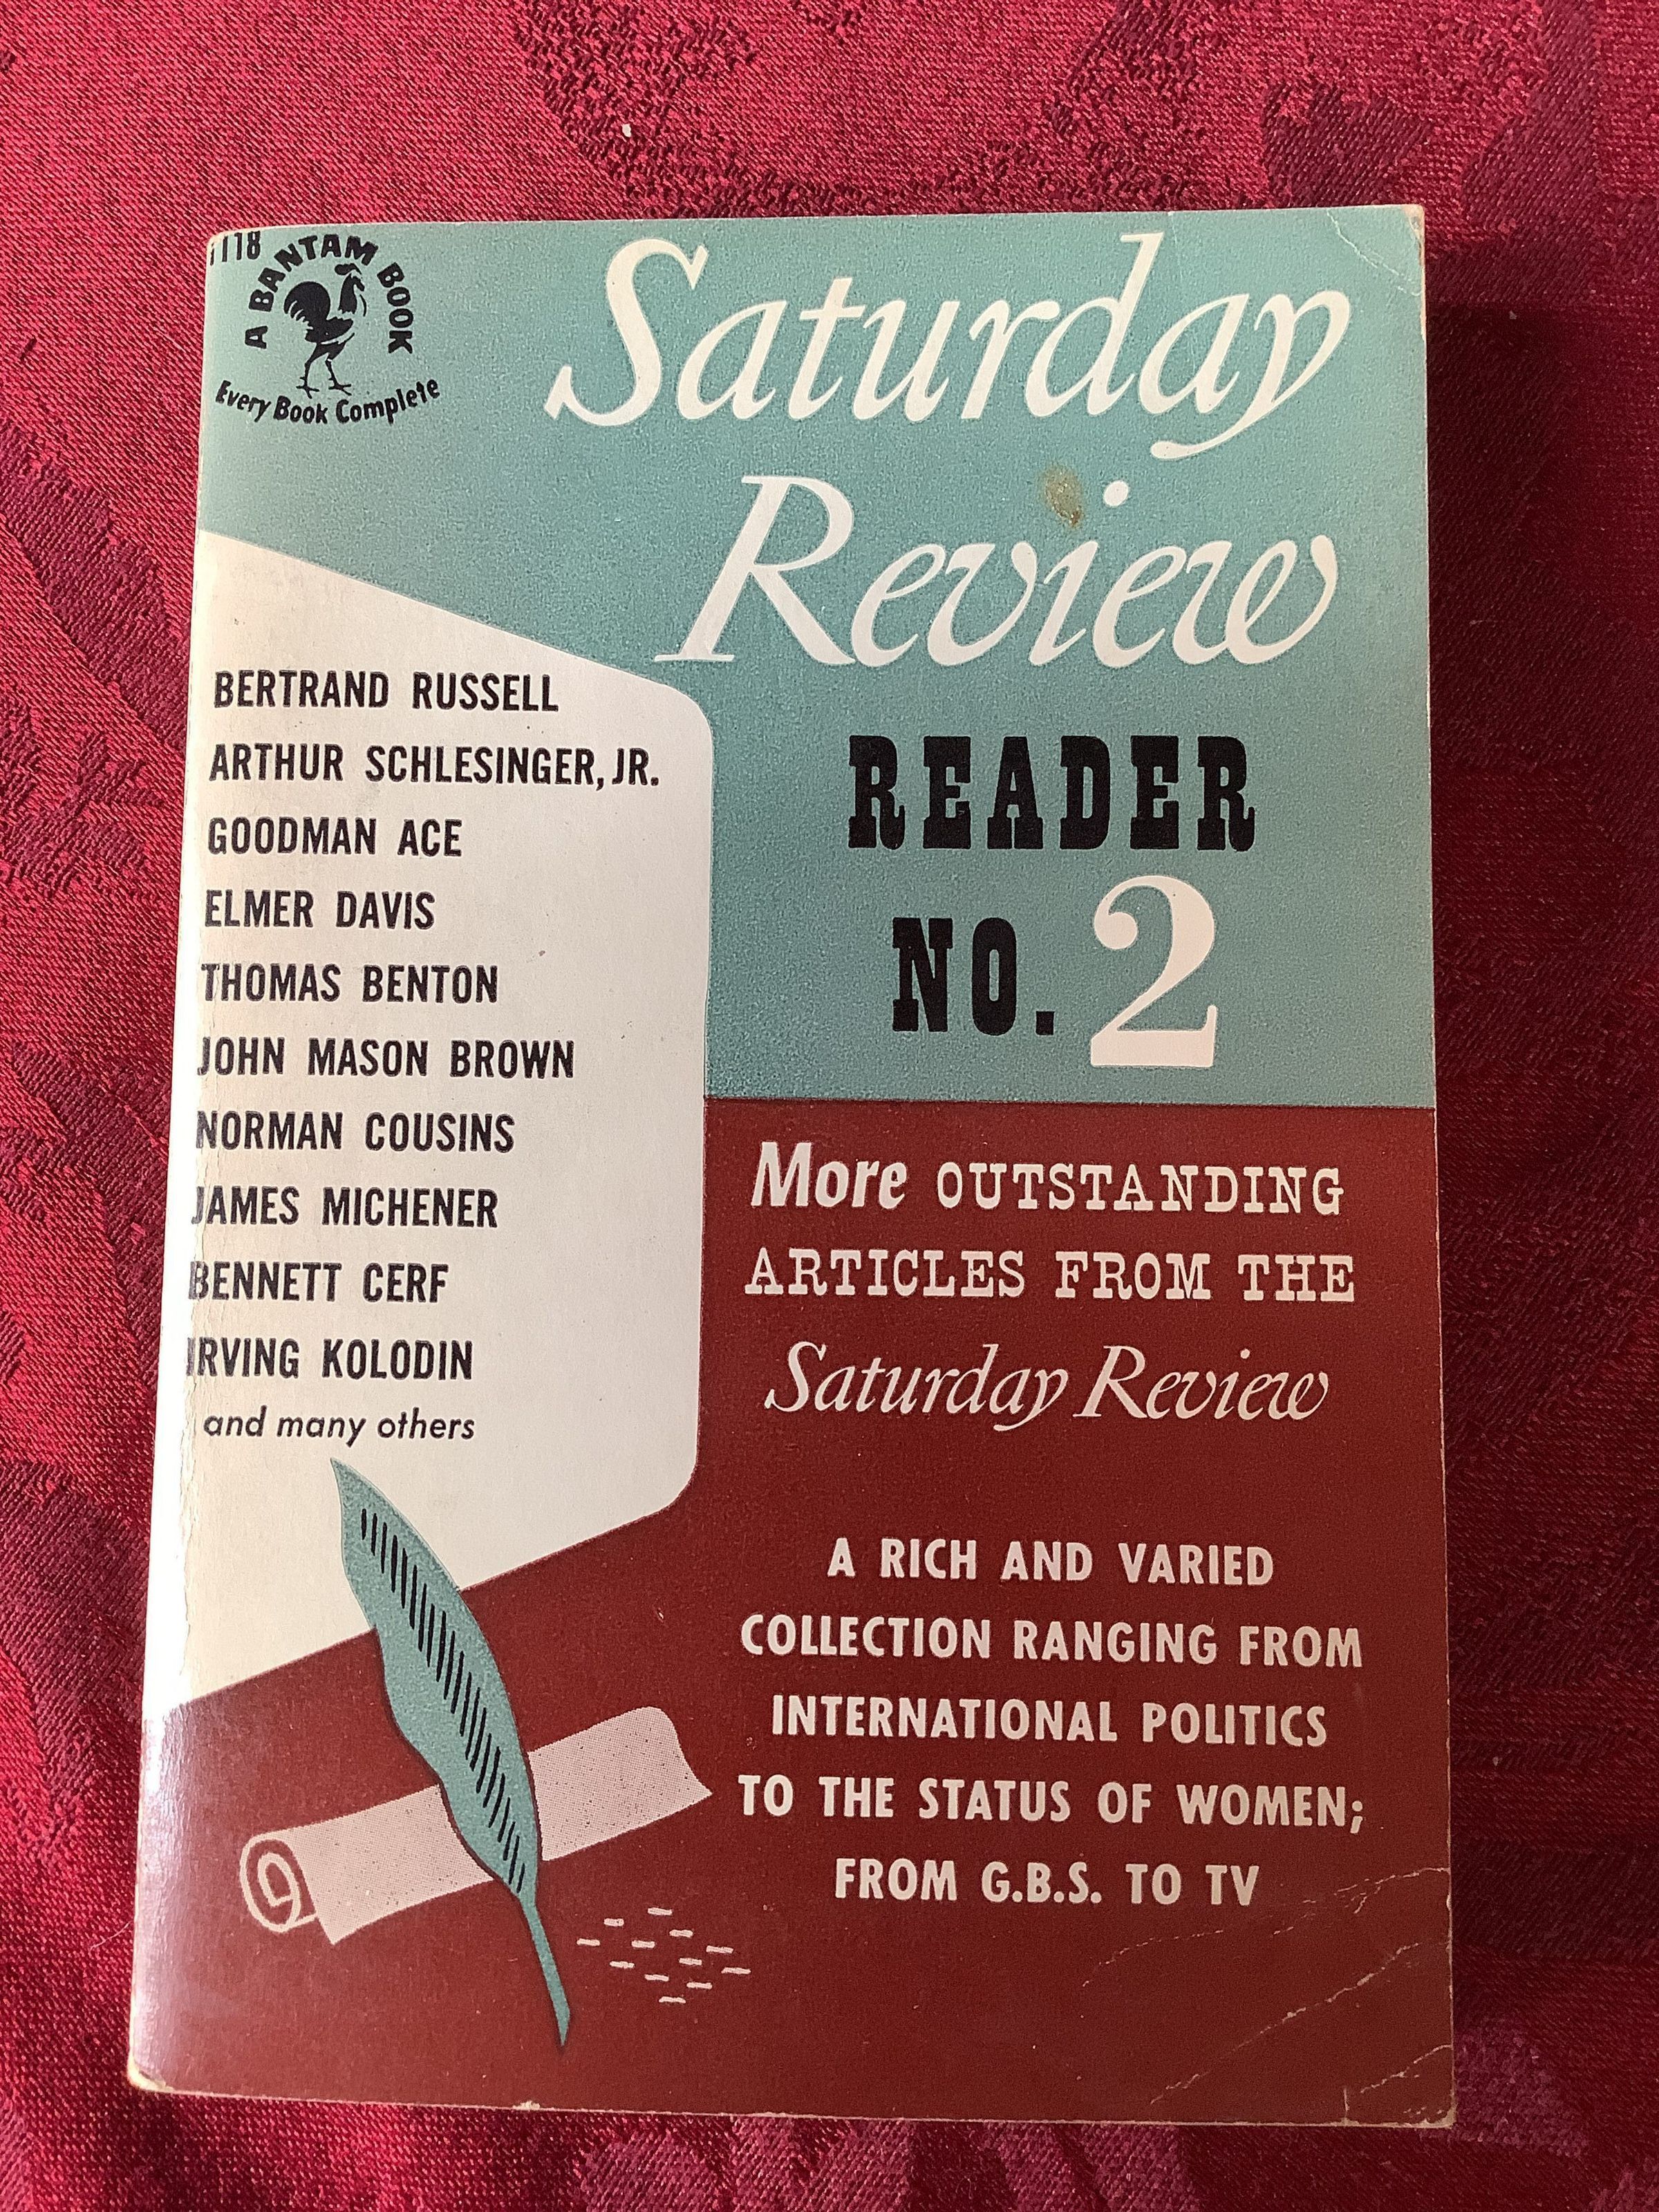 A BANTAM BOOK
Every Book Complete
Saturday
Review
READER
NO. 2
BERTRAND RUSSELL
ARTHUR SCHLESINGER, JR.
GOODMAN ACE
ELMER DAVIS
THOMAS BENTON
JOHN MASON BROWN
NORMAN COUSINS
JAMES MICHENER
BENNETT CERF
IRVING KOLODIN
and many others
More OUTSTANDING
ARTICLES FROM THE
Saturday Review
A RICH AND VARIED
COLLECTION RANGING FROM
INTERNATIONAL POLITICS
TO THE STATUS OF WOMEN;
FROM G.B.S. TO TV